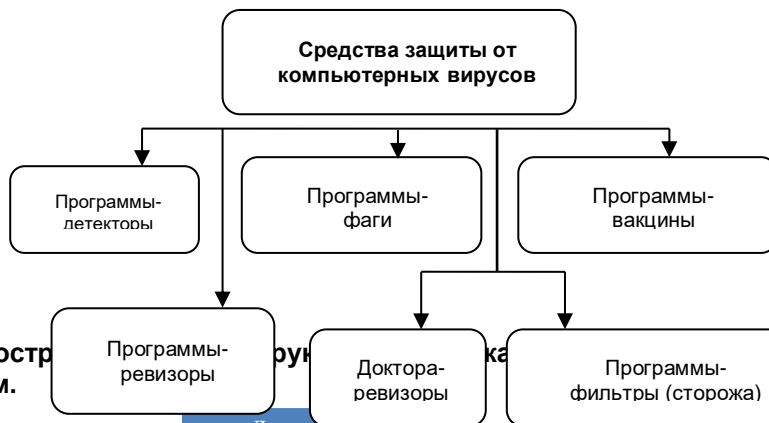 Средства защиты от
компьютерных вирусов
Программы-
детекторы
Программы-
фаги
Программы-
вакцины
Программы-
ревизоры
Доктора-
ревизоры
Программы-
фильтры (сторожа)